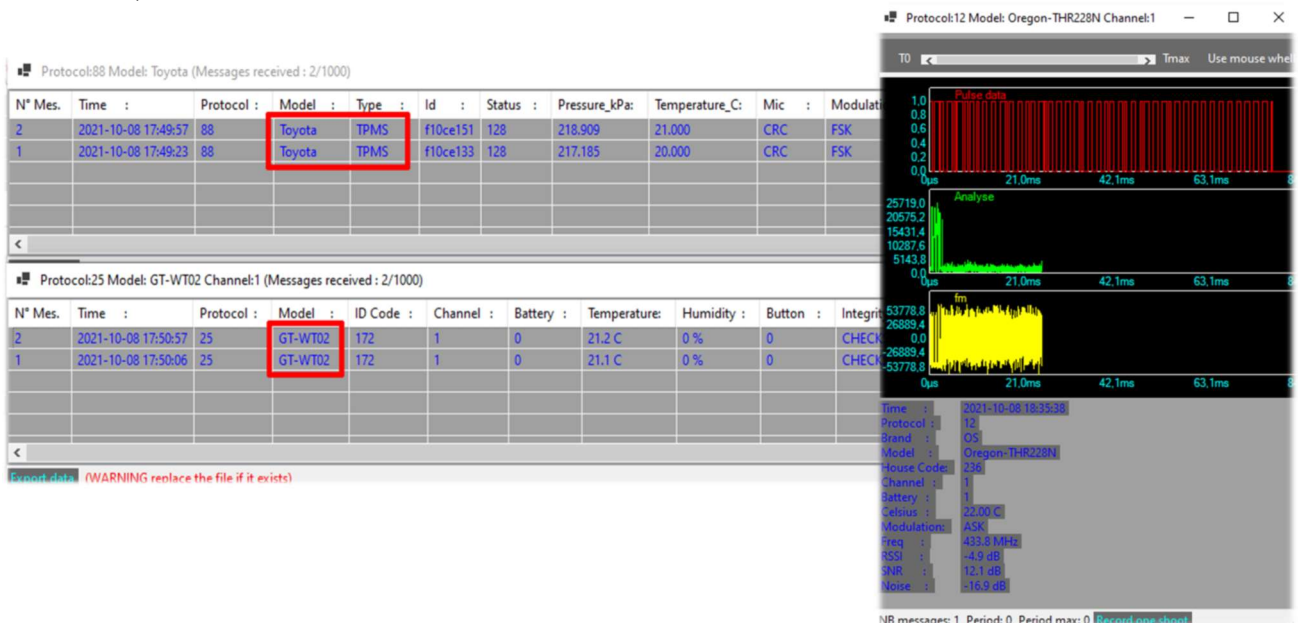 Protocol:88 Model: Toyota (Messages received : 2/1000)
N° Mes. Time : Protocol : Model : Type : Id : Status : Pressure_kPa: Temperature_C: Mic : Modulati
2 2021-10-08 17:49:57 88 Toyota TPMS f10ce151 128 218.909 21.000 CRC FSK
1 2021-10-08 17:49:23 88 Toyota TPMS f10ce133 128 217.185 20.000 CRC FSK
<
Protocol:25 Model: GT-WT02 Channel:1 (Messages received : 2/1000)
N° Mes. Time : Protocol : Model : ID Code : Channel : Battery : Temperature: Humidity : Button : Integrit
2 2021-10-08 17:50:57 25 GT-WT02 172 1 0 21.2 C 0 % 0 CHECK
1 2021-10-08 17:50:06 25 GT-WT02 172 1 0 21.1 C 0 % 0 CHECK
<
Export data (WARNING replace the file if it exists)
Protocol:12 Model: Oregon-THR228N Channel:1
T0 < > Tmax Use mouse whell
Pulse data
1,0
0,8
0,6
0,4
0,2
0,0
0µs 21,0ms 42,1ms 63,1ms 8
Analyse
25719,0
20575,2
15431,4
10287,6
5143,8
0,0
0µs 21,0ms 42,1ms 63,1ms 8
fm
53778,8
26889,4
0,0
-26889,4
-53778,8
0µs 21,0ms 42,1ms 63,1ms 8
Time : 2021-10-08 18:35:38
Protocol : 12
Brand : OS
Model : Oregon-THR228N
House Code: 236
Channel : 1
Battery : 1
Celsius : 22.00 C
Modulation: ASK
Freq : 433.8 MHz
RSSI : -4.9 dB
SNR : 12.1 dB
Noise : -16.9 dB
NB messages: 1 Period: 0 Period max: 0 Record one shoot